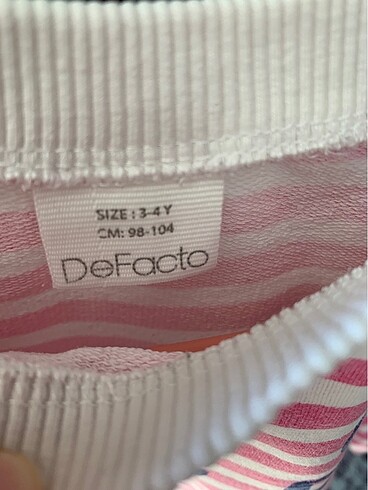 SIZE : 3-4 Y
CM: 98-104
DeFacto